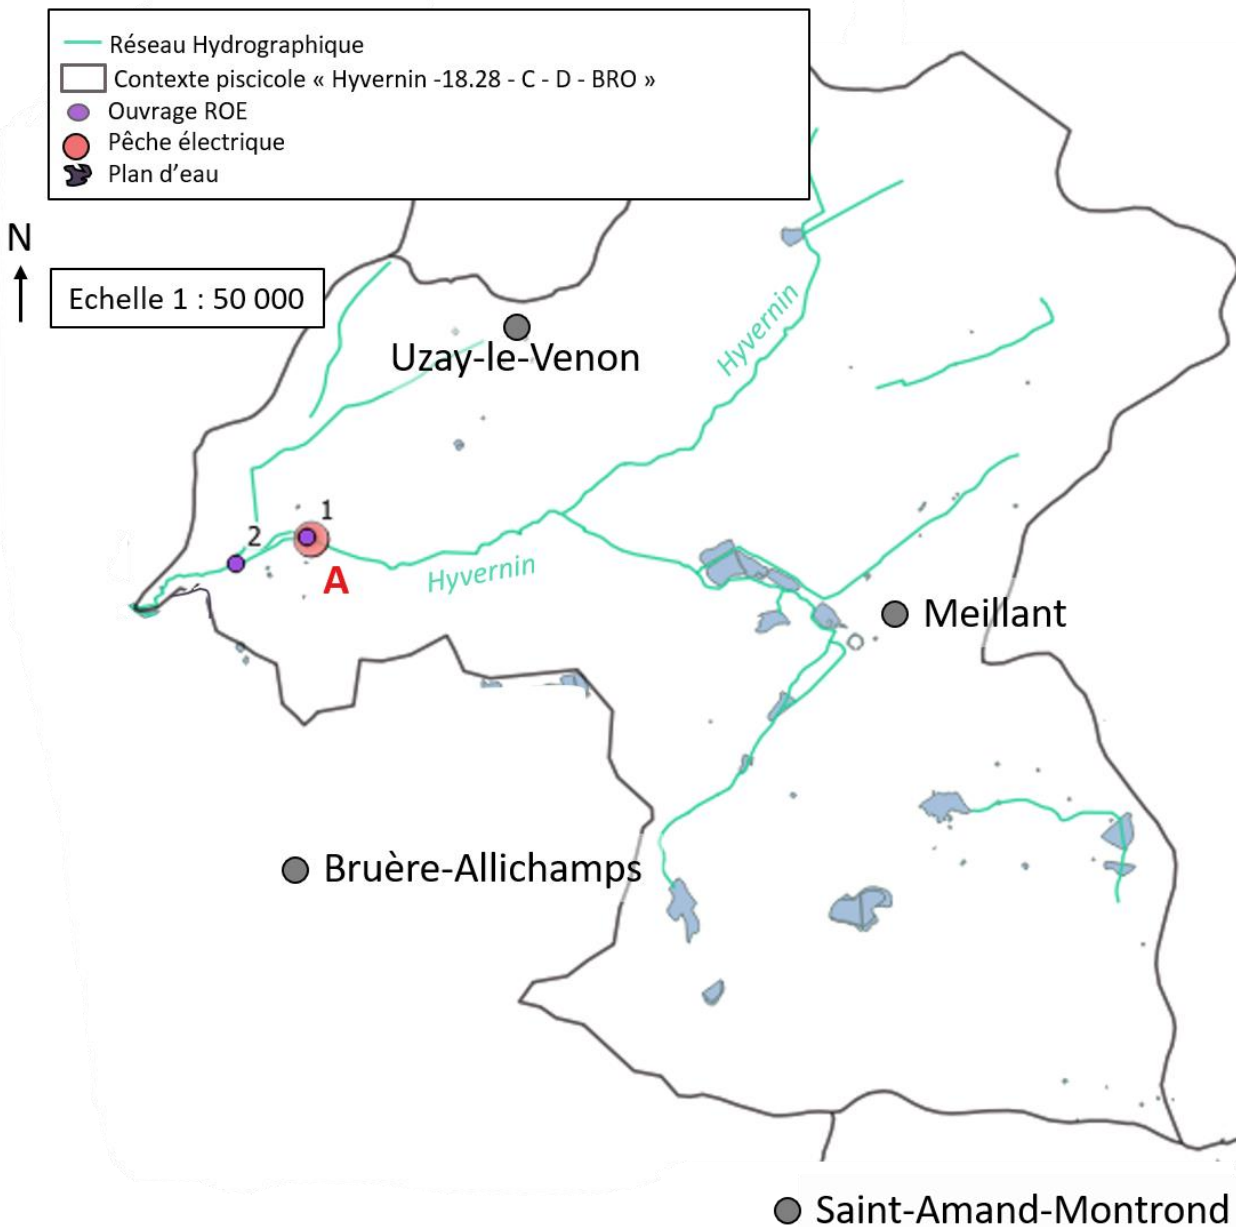 Réseau Hydrographique
Contexte piscicole « Hyvernin -18.28 - C - D - BRO »
Ouvrage ROE
Pêche électrique
Plan d'eau
N
Echelle 1 : 50 000
Hyvernin
Uzay-le-Venon
1
2
A
Hyvernin
Meillant
Bruère-Allichamps
Saint-Amand-Montrond